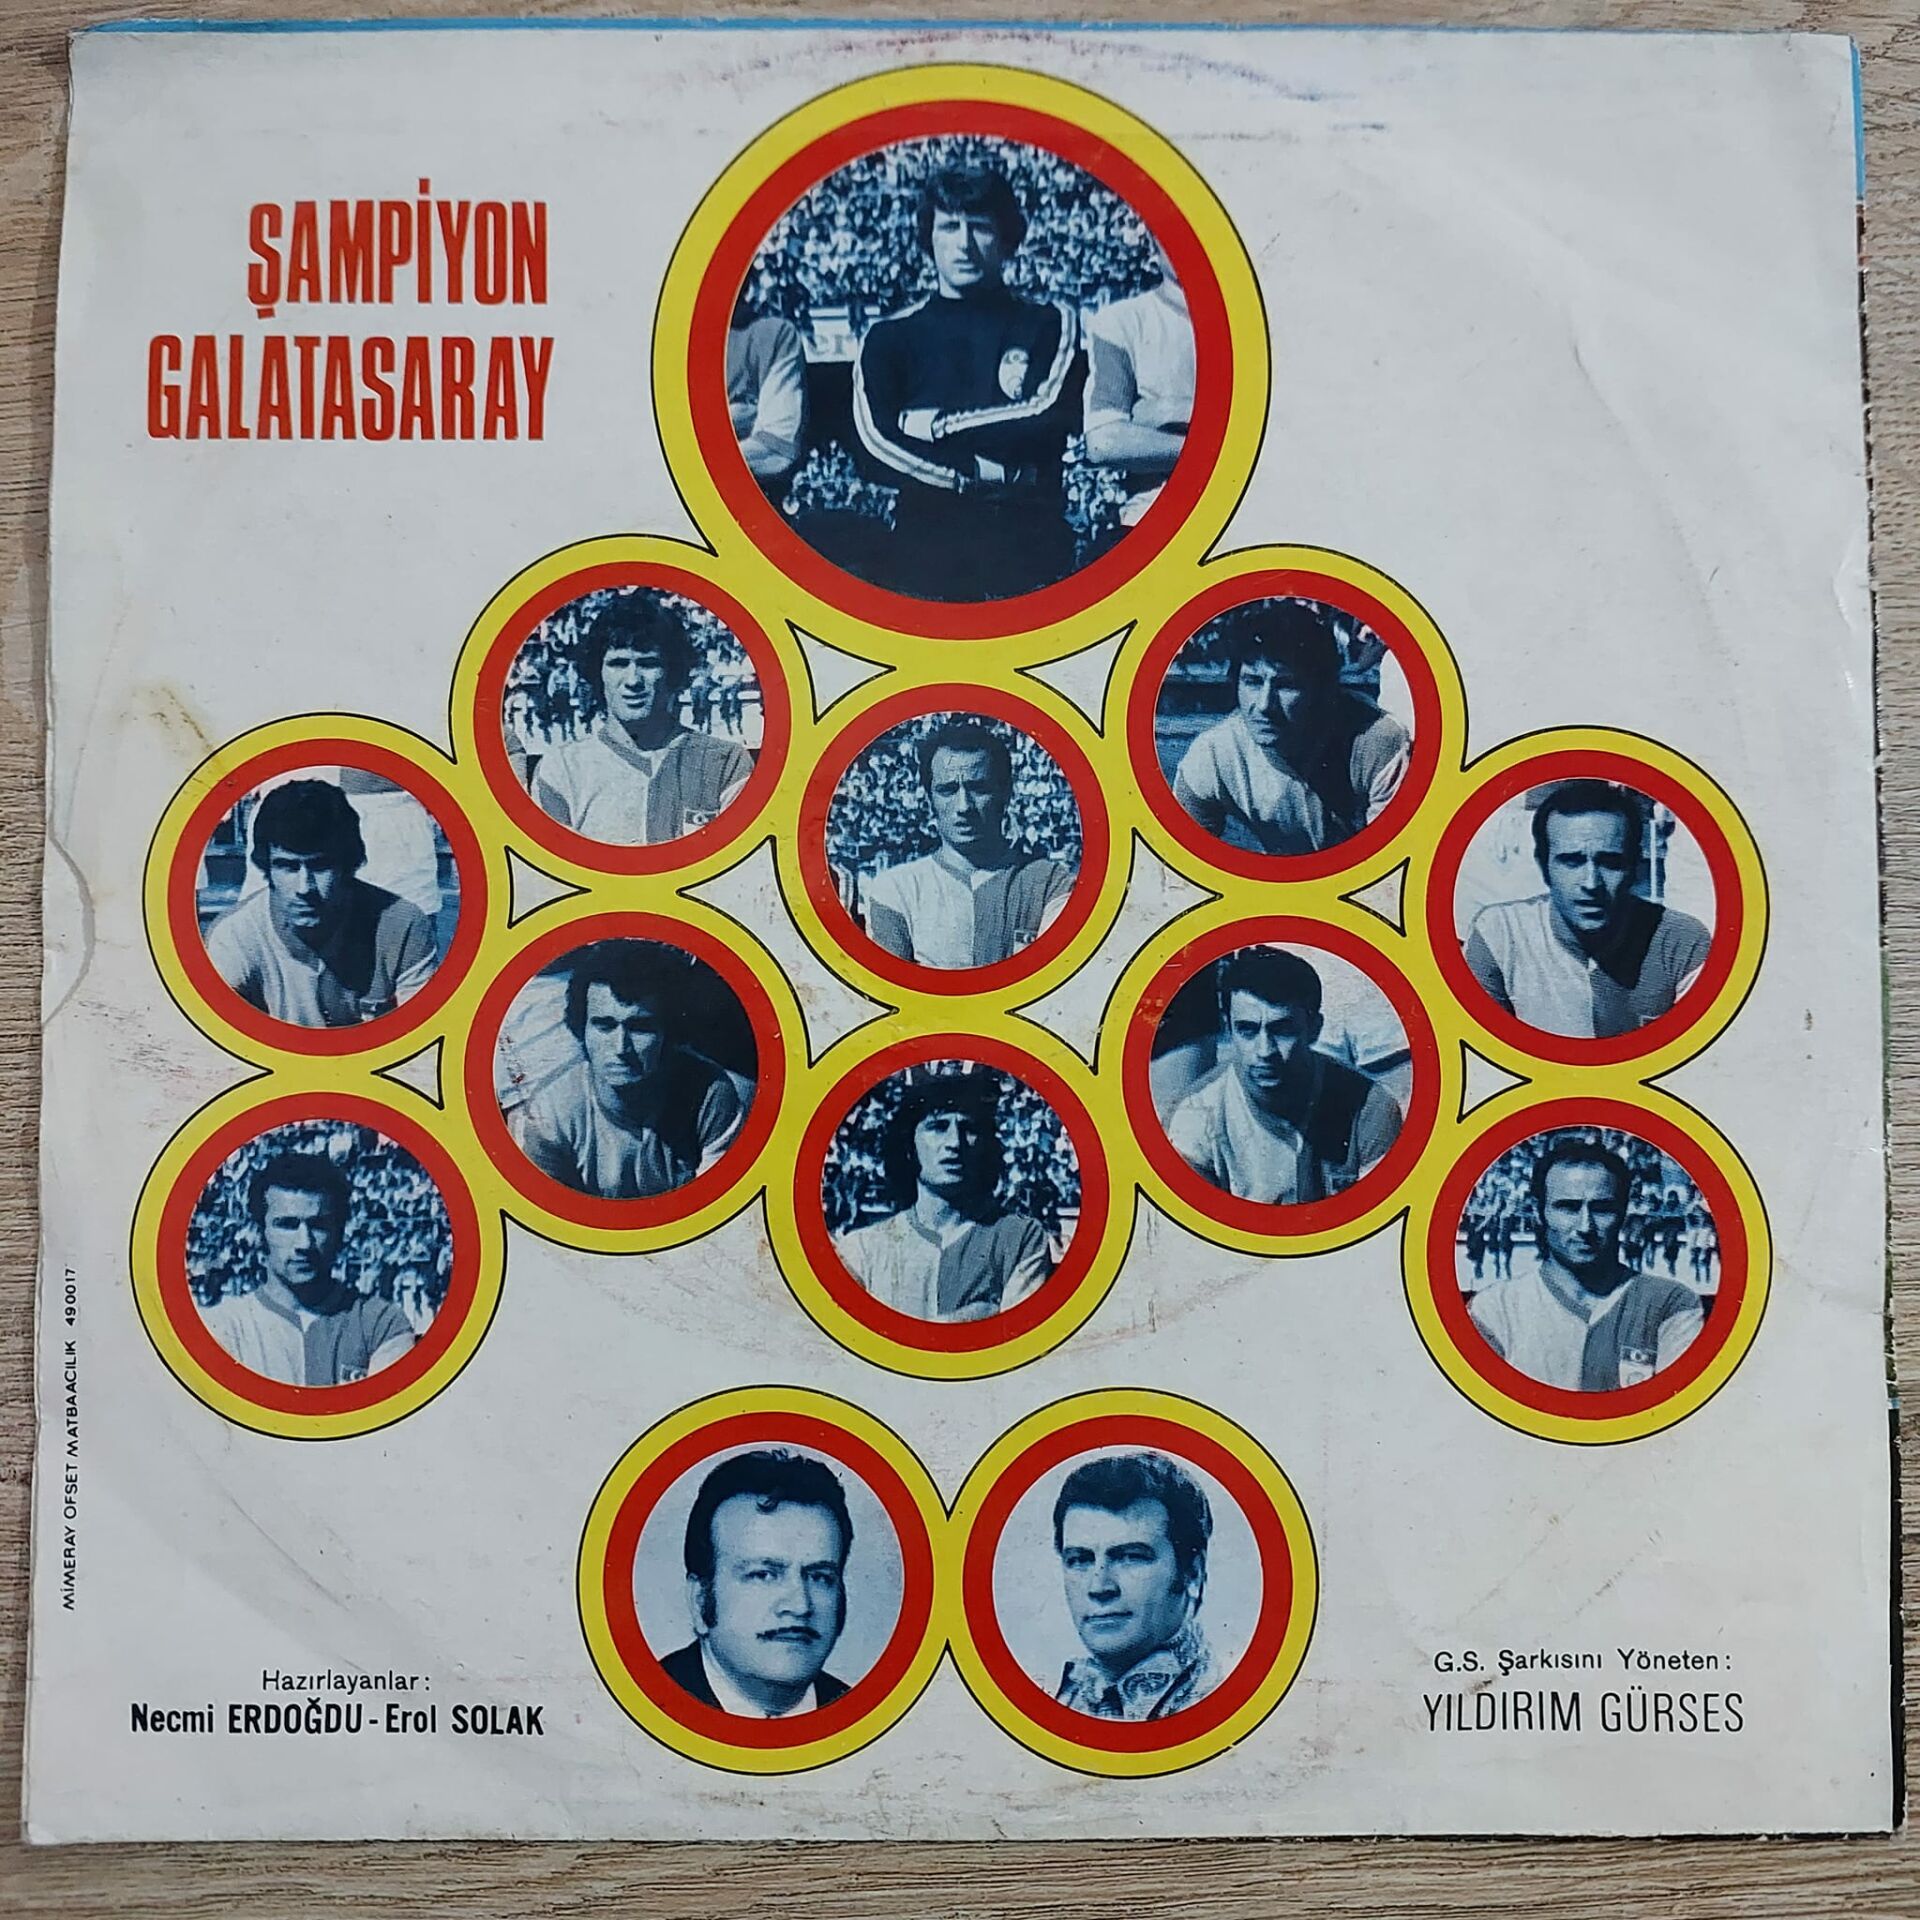 ŞAMPİYON
GALATASARAY
MİMERAY OFSET MATBAACILIK 490017
Hazırlayanlar:
Necmi ERDOĞDU - Erol SOLAK
G.S. Şarkısını Yöneten:
YILDIRIM GÜRSES